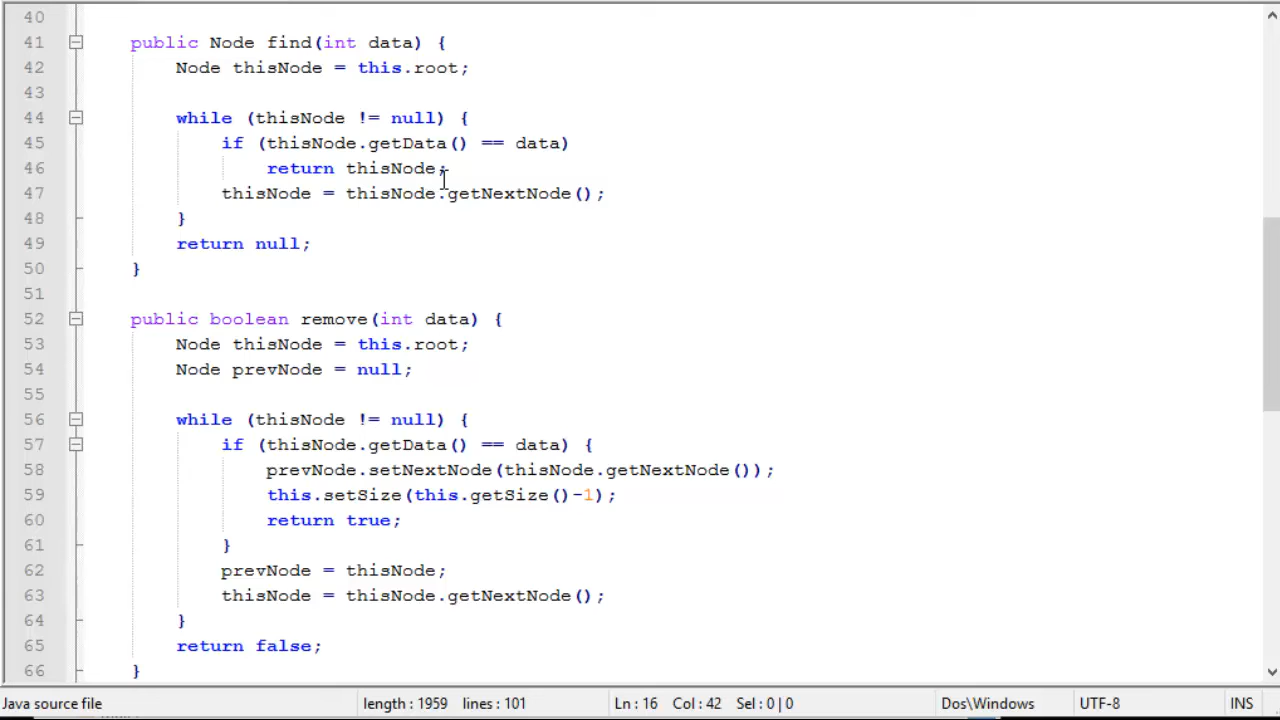 40
41 public Node find(int data) {
42 Node thisNode = this.root;
43
44 while (thisNode != null) {
45 if (thisNode.getData() == data)
46 return thisNode;
47 thisNode = thisNode.getNextNode();
48 }
49 return null;
50 }
51
52 public boolean remove(int data) {
53 Node thisNode = this.root;
54 Node prevNode = null;
55
56 while (thisNode != null) {
57 if (thisNode.getData() == data) {
58 prevNode.setNextNode(thisNode.getNextNode());
59 this.setSize(this.getSize()-1);
60 return true;
61 }
62 prevNode = thisNode;
63 thisNode = thisNode.getNextNode();
64 }
65 return false;
66 }
Java source file length : 1959 lines : 101 Ln : 16 Col : 42 Sel : 0 | 0 Dos\Windows UTF-8 INS